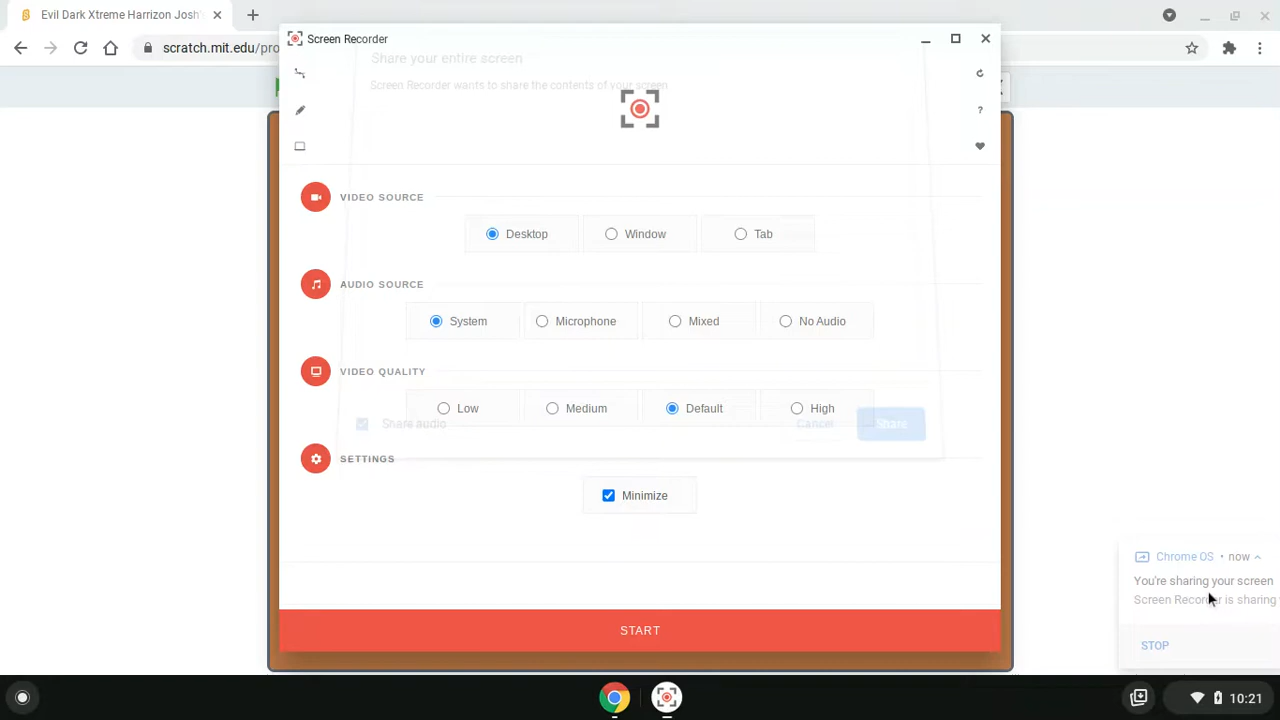 Evil Dark Xtreme Harrizon Josh'
scratch.mit.edu/pro
Screen Recorder
Share your entire screen
Screen Recorder wants to share the contents of your screen
VIDEO SOURCE
Desktop Window Tab
AUDIO SOURCE
System Microphone Mixed No Audio
VIDEO QUALITY
Low Medium Default High
Share audio Cancel Share
SETTINGS
Minimize
START
Chrome OS • now
You're sharing your screen
Screen Recorder is sharing
STOP
10:21